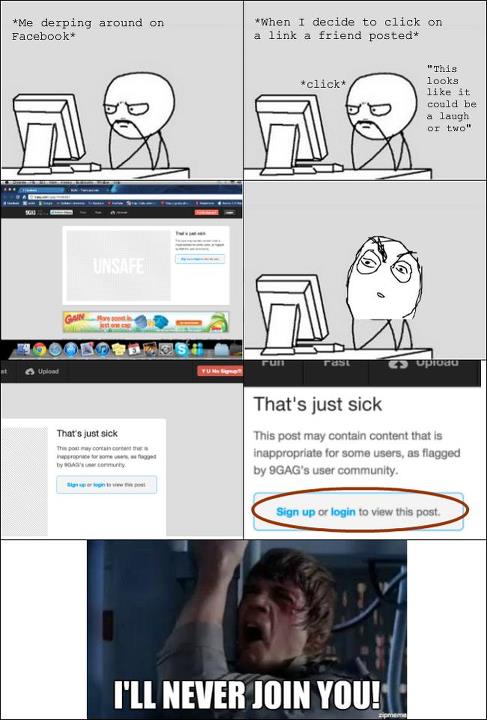 *Me derping around on
Facebook*
*When I decide to click on
a link a friend posted*
*click*
"This
looks
like it
could be
a laugh
or two"
9GAG
Upload
That's just sick
UNSAFE
GAIN
More scent in
just one cap.
Upload
Y U No Signup?!
That's just sick
This post may contain content that is
inappropriate for some users, as flagged
by 9GAG's user community.
Sign up or login to view this post.
Fun Fast Upload
That's just sick
This post may contain content that is
inappropriate for some users, as flagged
by 9GAG's user community.
Sign up or login to view this post.
I'LL NEVER JOIN YOU!
zipmeme